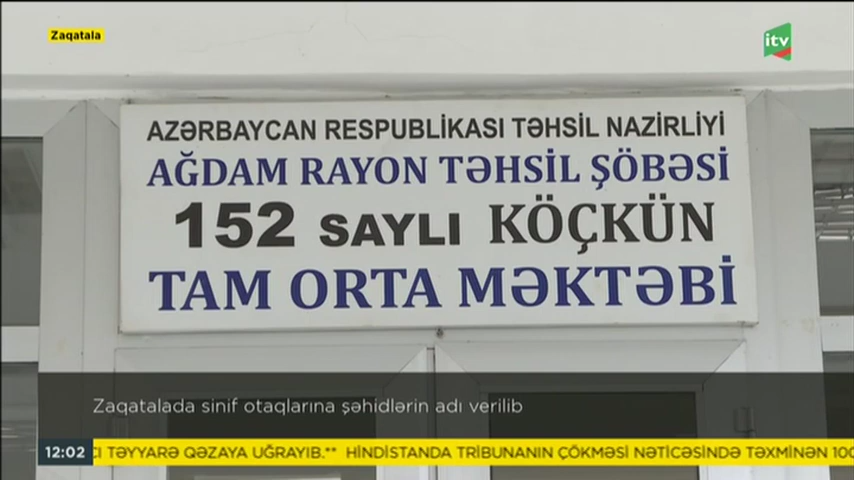 Zaqatala
itv
AZƏRBAYCAN RESPUBLİKASI TƏHSİL NAZİRLİYİ
AĞDAM RAYON TƏHSİL ŞÖBƏSİ
152 SAYLI KÖÇKÜN
TAM ORTA MƏKTƏBİ
Zaqatalada sinif otaqlarına şəhidlərin adı verilib
12:02 CI TƏYYARƏ QƏZAYA UĞRAYIB.** HİNDİSTANDA TRİBUNANIN ÇÖKMƏSİ NƏTİCƏSİNDƏ TƏXMİNƏN 100